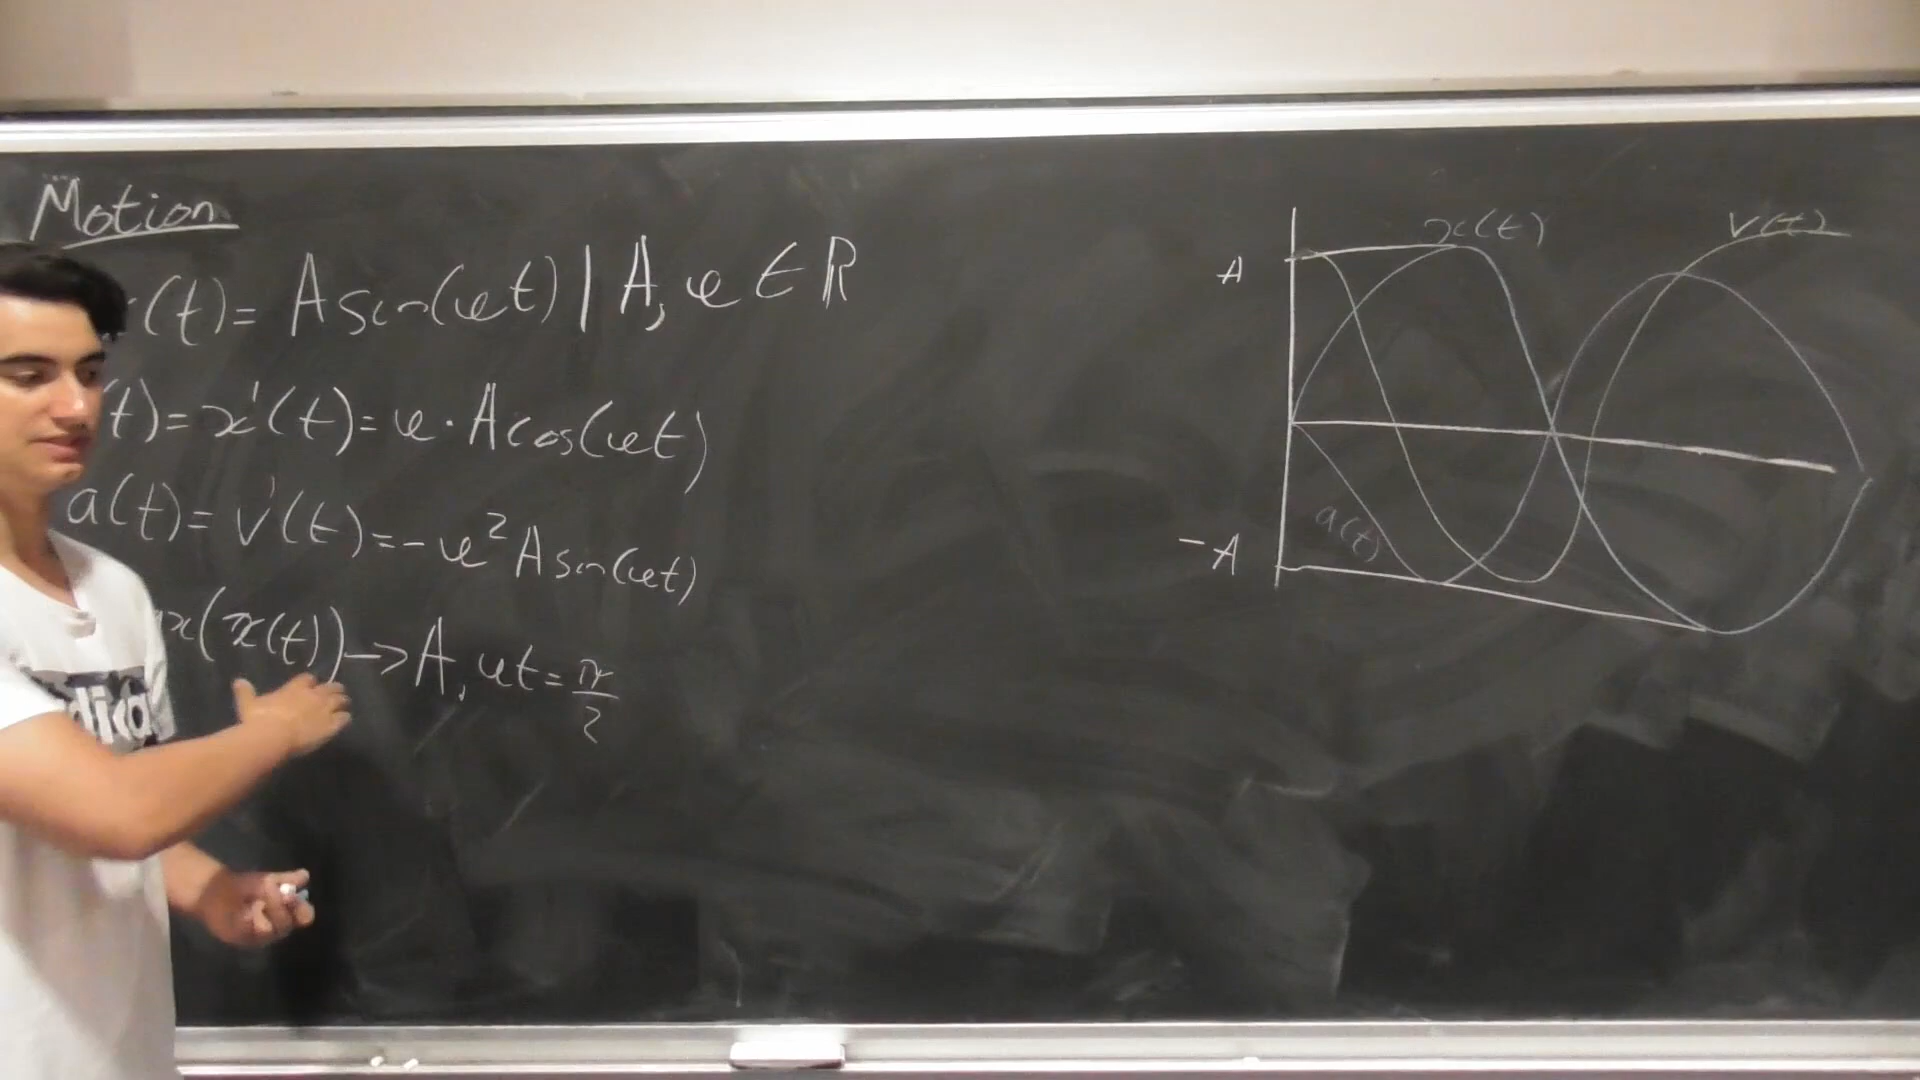 Motion
(t) = A sin(ωt) | A, ω ∈ R
(t) = x'(t) = ω · A cos(ωt)
a(t) = v'(t) = -ω² A sin(ωt)
x(x(t)) → A, ωt = π/2
x(t)
v(t)
A
a(t)
-A